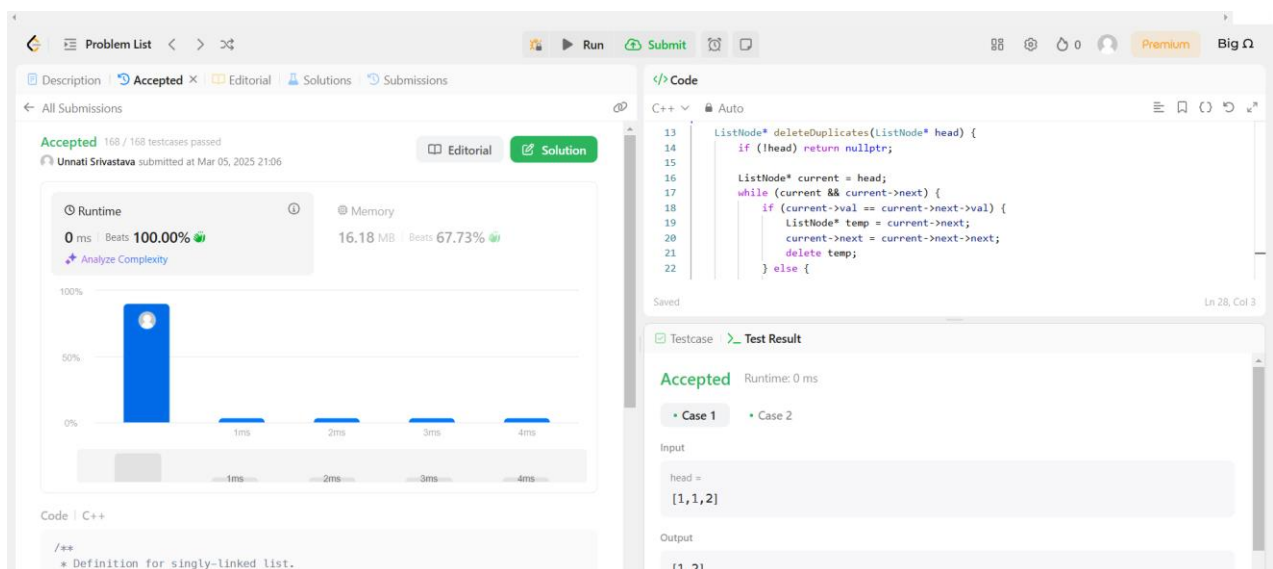 Problem List
Run
Submit
0
Premium
Big Ω
Description
Accepted ×
Editorial
Solutions
Submissions
← All Submissions
Accepted 168 / 168 testcases passed
Unnati Srivastava submitted at Mar 05, 2025 21:06
Editorial
Solution
Runtime
0 ms | Beats 100.00%
Analyze Complexity
Memory
16.18 MB | Beats 67.73%
100%
50%
0%
1ms 2ms 3ms 4ms
1ms 2ms 3ms 4ms
Code | C++
/**
* Definition for singly-linked list.
</> Code
C++ Auto
13 ListNode* deleteDuplicates(ListNode* head) {
14 if (!head) return nullptr;
15
16 ListNode* current = head;
17 while (current && current->next) {
18 if (current->val == current->next->val) {
19 ListNode* temp = current->next;
20 current->next = current->next->next;
21 delete temp;
22 } else {
Saved
Ln 28, Col 3
Testcase
>_ Test Result
Accepted Runtime: 0 ms
• Case 1 • Case 2
Input
head =
[1,1,2]
Output
[1,2]